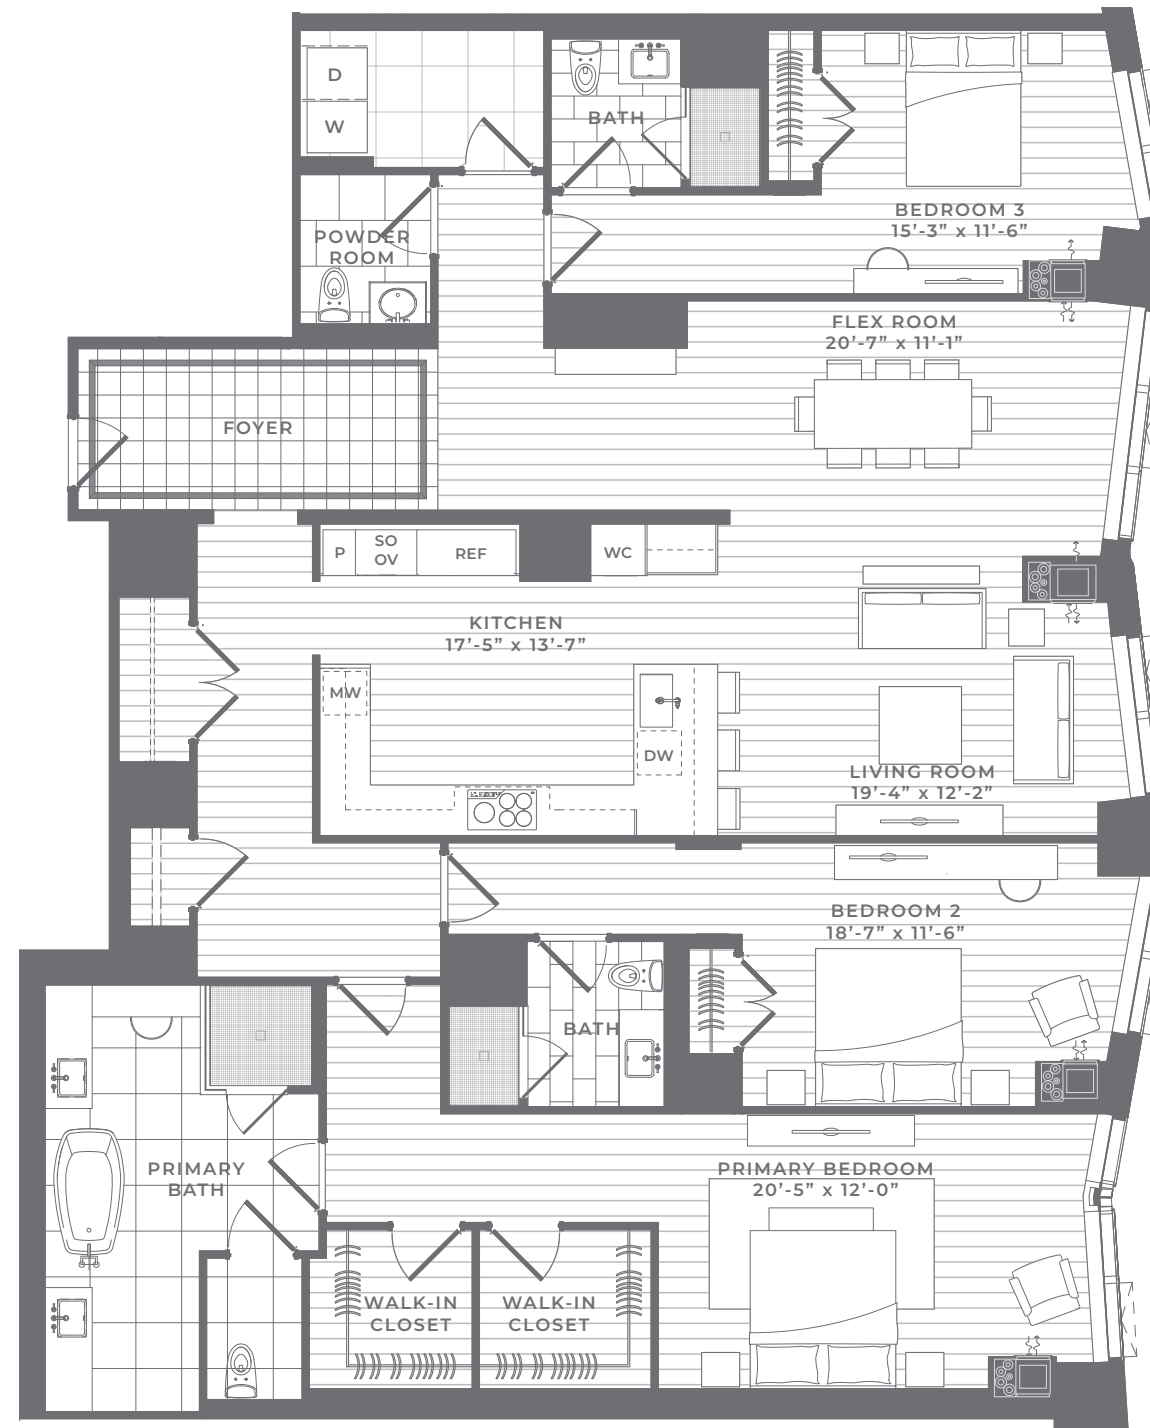 D
W
BATH
BEDROOM 3
15'-3" x 11'-6"
POWDER
ROOM
FLEX ROOM
20'-7" x 11'-1"
FOYER
P
SO
OV
REF
WC
KITCHEN
17'-5" x 13'-7"
MW
DW
LIVING ROOM
19'-4" x 12'-2"
BEDROOM 2
18'-7" x 11'-6"
BATH
PRIMARY
BATH
PRIMARY BEDROOM
20'-5" x 12'-0"
WALK-IN
CLOSET
WALK-IN
CLOSET